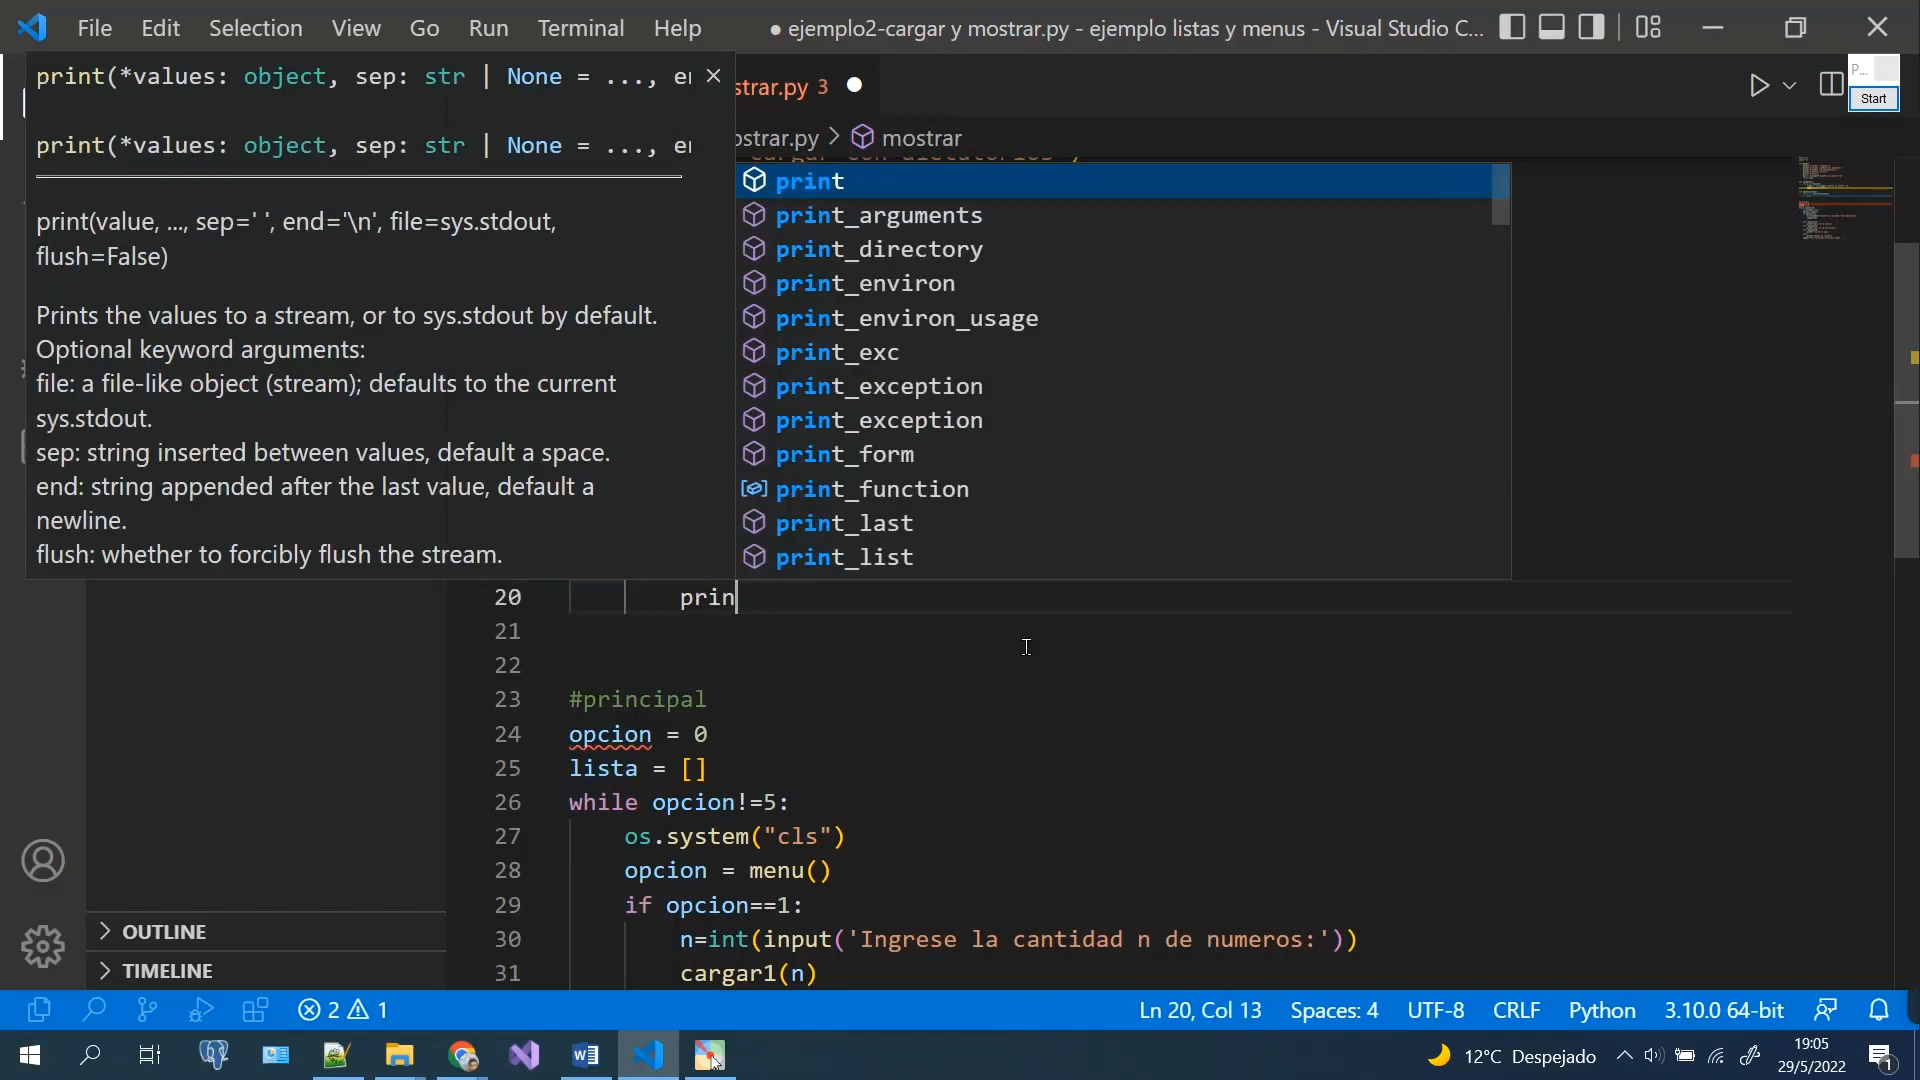 File Edit Selection View Go Run Terminal Help
● ejemplo2-cargar y mostrar.py - ejemplo listas y menus - Visual Studio C...
print(*values: object, sep: str | None = ...,
print(*values: object, sep: str | None = ...,
print(value, ..., sep=' ', end='\n', file=sys.stdout,
flush=False)
Prints the values to a stream, or to sys.stdout by default.
Optional keyword arguments:
file: a file-like object (stream); defaults to the current
sys.stdout.
sep: string inserted between values, default a space.
end: string appended after the last value, default a
newline.
flush: whether to forcibly flush the stream.
strar.py 3
P...
Start
ostrar.py > mostrar
print
print_arguments
print_directory
print_environ
print_environ_usage
print_exc
print_exception
print_exception
print_form
print_function
print_last
print_list
20 prin
21
22
23 #principal
24 opcion = 0
25 lista = []
26 while opcion!=5:
27 os.system("cls")
28 opcion = menu()
29 if opcion==1:
30 n=int(input('Ingrese la cantidad n de numeros:'))
31 cargar1(n)
OUTLINE
TIMELINE
2 1
Ln 20, Col 13 Spaces: 4 UTF-8 CRLF Python 3.10.0 64-bit
12°C Despejado
19:05
29/5/2022
1